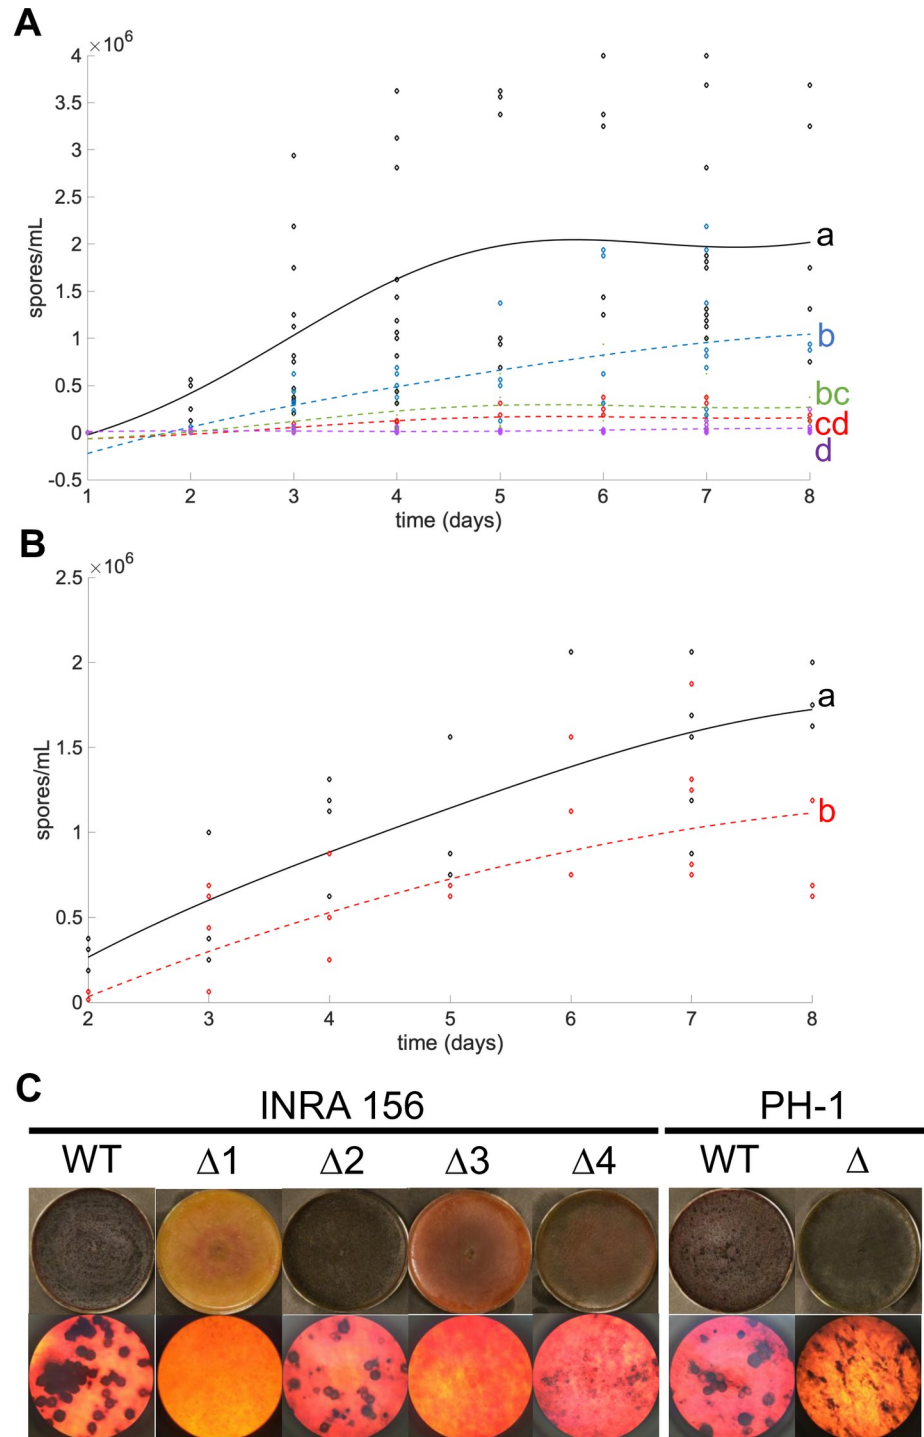 A
×10⁶
4
3.5
3
2.5
2
1.5
1
0.5
0
-0.5
spores/mL
a
b
bc
cd
d
1 2 3 4 5 6 7 8
time (days)
B
×10⁶
2.5
2
1.5
1
0.5
0
spores/mL
a
b
2 3 4 5 6 7 8
time (days)
C
INRA 156 PH-1
WT Δ1 Δ2 Δ3 Δ4 WT Δ